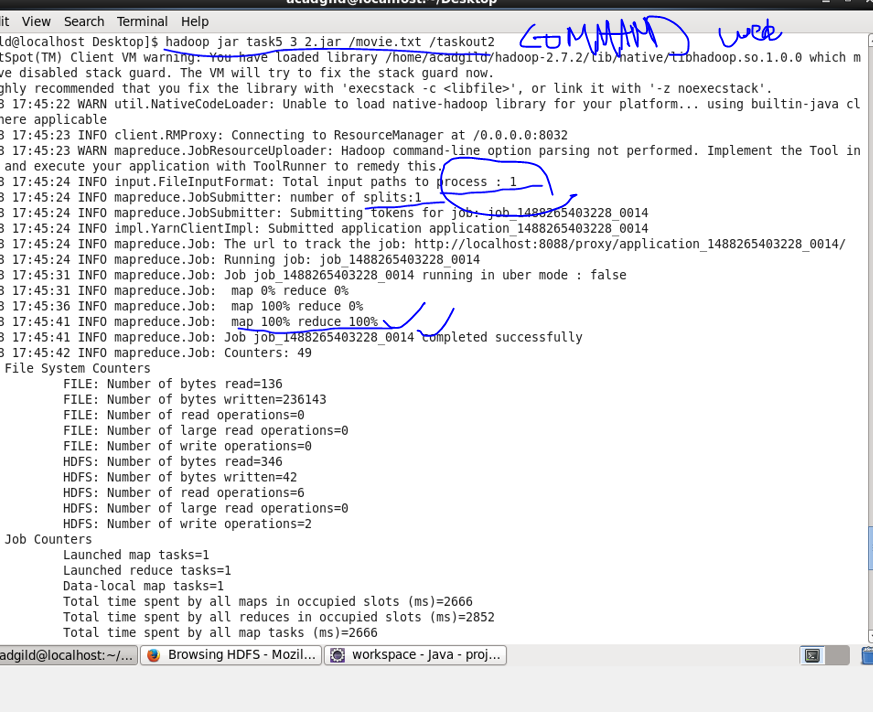 acadgild@localhost:~/Desktop
it View Search Terminal Help
ld@localhost Desktop]$ hadoop jar task5 3 2.jar /movie.txt /taskout2
COMMAND
tSpot(TM) Client VM warning: You have loaded library /home/acadgild/hadoop-2.7.2/lib/native/libhadoop.so.1.0.0 which m
ve disabled stack guard. The VM will try to fix the stack guard now.
ghly recommended that you fix the library with 'execstack -c <libfile>', or link it with '-z noexecstack'.
8 17:45:22 WARN util.NativeCodeLoader: Unable to load native-hadoop library for your platform... using builtin-java cl
here applicable
8 17:45:23 INFO client.RMProxy: Connecting to ResourceManager at /0.0.0.0:8032
8 17:45:23 WARN mapreduce.JobResourceUploader: Hadoop command-line option parsing not performed. Implement the Tool in
and execute your application with ToolRunner to remedy this.
8 17:45:24 INFO input.FileInputFormat: Total input paths to process : 1
8 17:45:24 INFO mapreduce.JobSubmitter: number of splits:1
8 17:45:24 INFO mapreduce.JobSubmitter: Submitting tokens for job: job_1488265403228_0014
8 17:45:24 INFO impl.YarnClientImpl: Submitted application application_1488265403228_0014
8 17:45:24 INFO mapreduce.Job: The url to track the job: http://localhost:8088/proxy/application_1488265403228_0014/
8 17:45:24 INFO mapreduce.Job: Running job: job_1488265403228_0014
8 17:45:31 INFO mapreduce.Job: Job job_1488265403228_0014 running in uber mode : false
8 17:45:31 INFO mapreduce.Job:  map 0% reduce 0%
8 17:45:36 INFO mapreduce.Job:  map 100% reduce 0%
8 17:45:41 INFO mapreduce.Job:  map 100% reduce 100%
8 17:45:41 INFO mapreduce.Job: Job job_1488265403228_0014 completed successfully
8 17:45:42 INFO mapreduce.Job: Counters: 49
File System Counters
FILE: Number of bytes read=136
FILE: Number of bytes written=236143
FILE: Number of read operations=0
FILE: Number of large read operations=0
FILE: Number of write operations=0
HDFS: Number of bytes read=346
HDFS: Number of bytes written=42
HDFS: Number of read operations=6
HDFS: Number of large read operations=0
HDFS: Number of write operations=2
Job Counters
Launched map tasks=1
Launched reduce tasks=1
Data-local map tasks=1
Total time spent by all maps in occupied slots (ms)=2666
Total time spent by all reduces in occupied slots (ms)=2852
Total time spent by all map tasks (ms)=2666
adgild@localhost:~/... Browsing HDFS - Mozil... workspace - Java - proj...